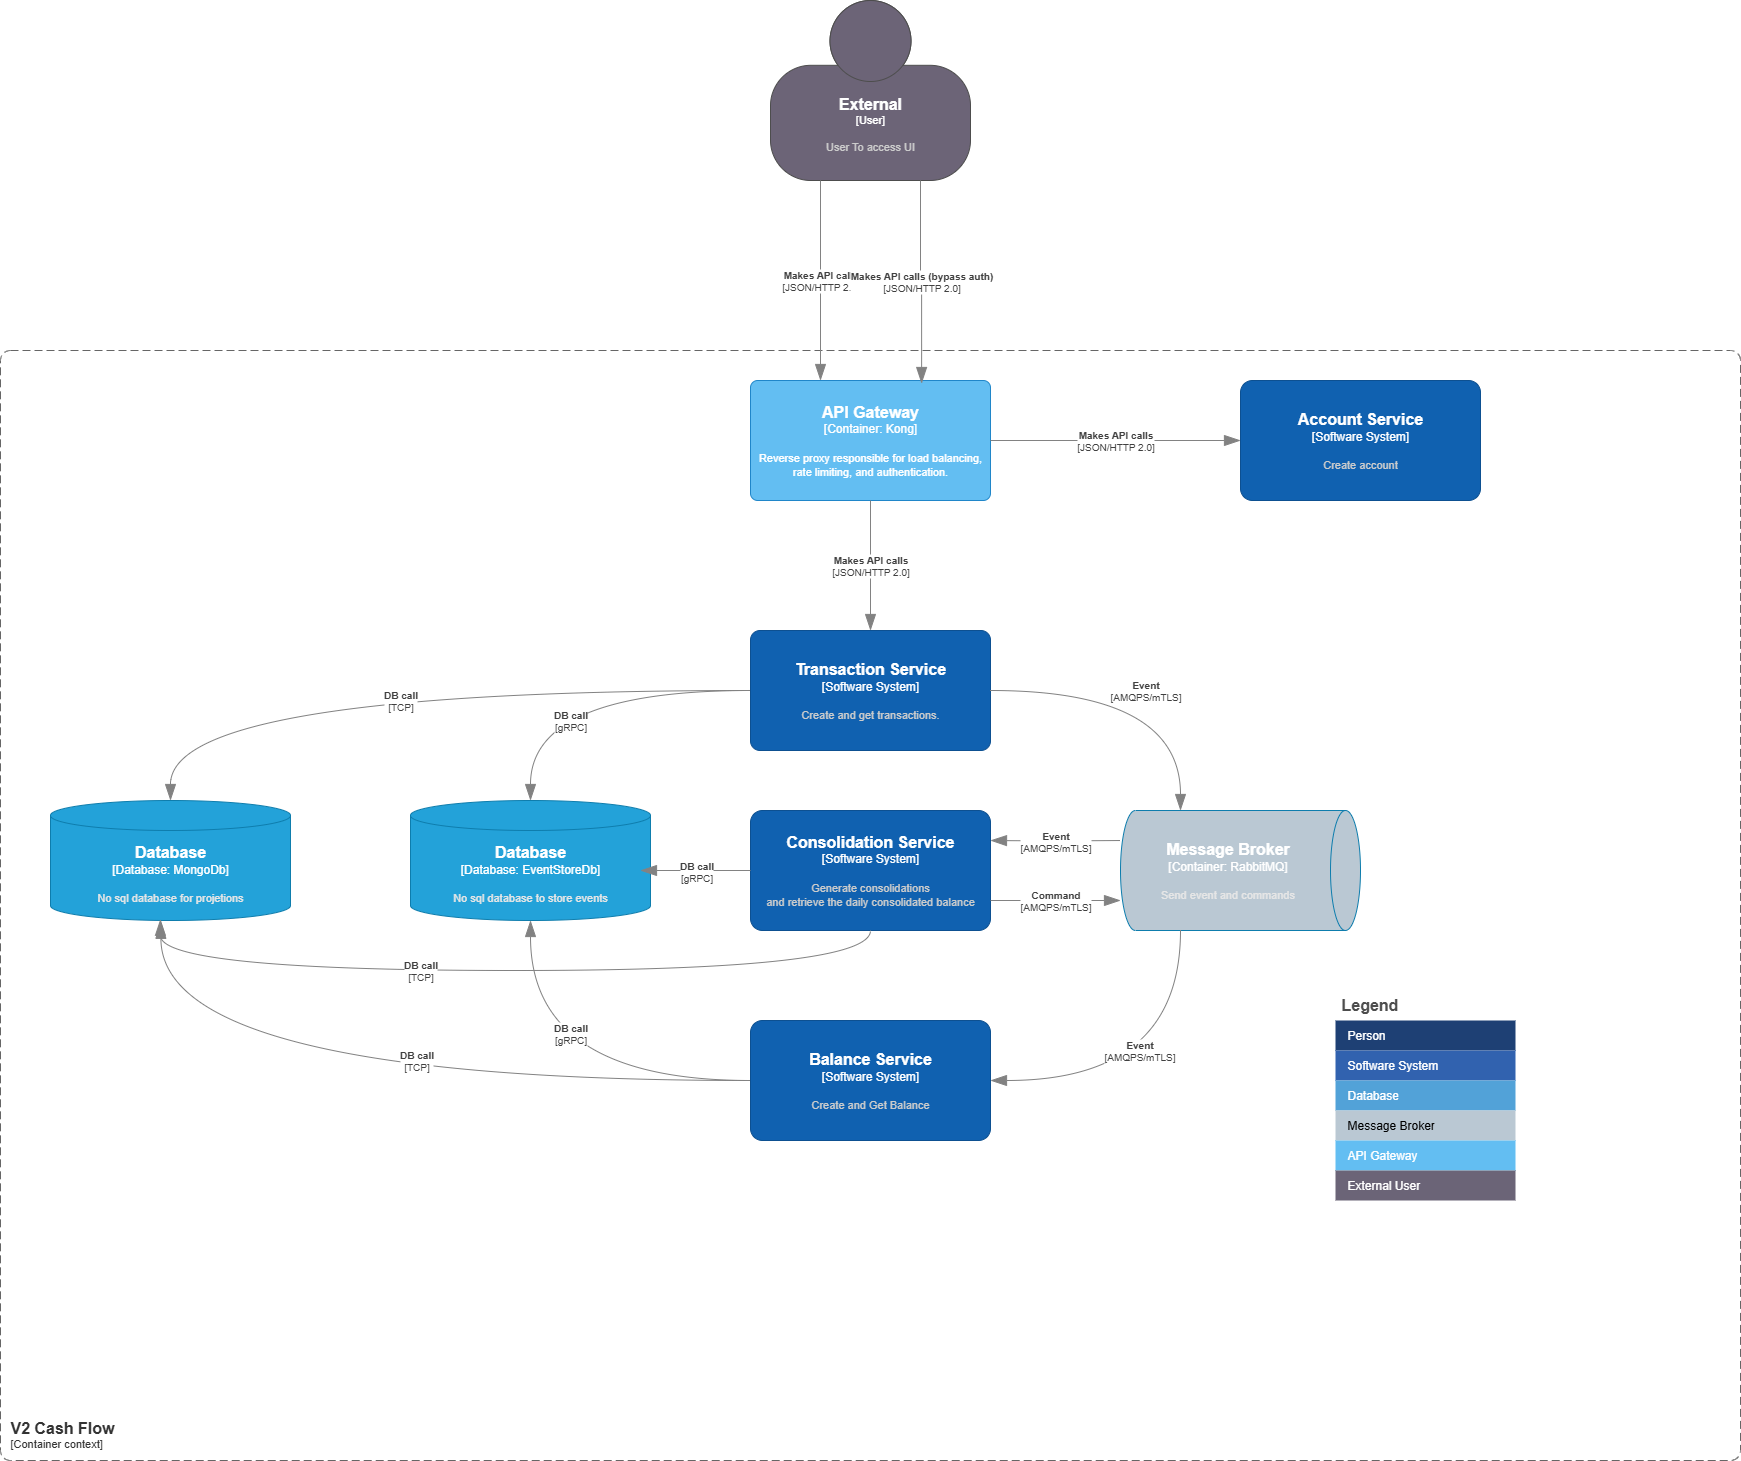 External
[User]
User To access UI
Makes API cal
[JSON/HTTP 2.
Makes API calls (bypass auth)
[JSON/HTTP 2.0]
API Gateway
[Container: Kong]
Reverse proxy responsible for load balancing,
rate limiting, and authentication.
Makes API calls
[JSON/HTTP 2.0]
Account Service
[Software System]
Create account
Makes API calls
[JSON/HTTP 2.0]
Transaction Service
[Software System]
Create and get transactions.
DB call
[TCP]
DB call
[gRPC]
Event
[AMQPS/mTLS]
Database
[Database: MongoDb]
No sql database for projetions
Database
[Database: EventStoreDb]
No sql database to store events
DB call
[gRPC]
Consolidation Service
[Software System]
Generate consolidations
and retrieve the daily consolidated balance
Event
[AMQPS/mTLS]
Command
[AMQPS/mTLS]
Message Broker
[Container: RabbitMQ]
Send event and commands
DB call
[TCP]
DB call
[gRPC]
DB call
[TCP]
Balance Service
[Software System]
Create and Get Balance
Event
[AMQPS/mTLS]
Legend
Person
Software System
Database
Message Broker
API Gateway
External User
V2 Cash Flow
[Container context]